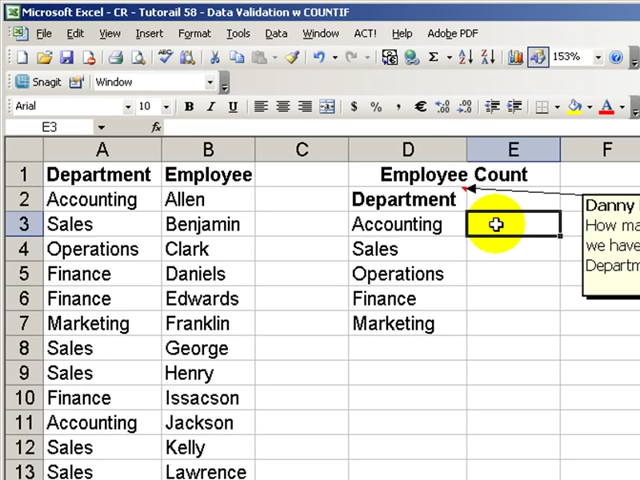 Microsoft Excel - CR - Tutorail 58 - Data Validation w COUNTIF
File Edit View Insert Format Tools Data Window ACT! Help Adobe PDF
153%
SnagIt Window
Arial 10 B I U $ % , €
E3 fx
A B C D E F
1 Department Employee Employee Count
2 Accounting Allen Department
3 Sales Benjamin Accounting
4 Operations Clark Sales
5 Finance Daniels Operations
6 Finance Edwards Finance
7 Marketing Franklin Marketing
8 Sales George
9 Sales Henry
10 Finance Issacson
11 Accounting Jackson
12 Sales Kelly
13 Sales Lawrence
Danny
How ma
we have
Departm